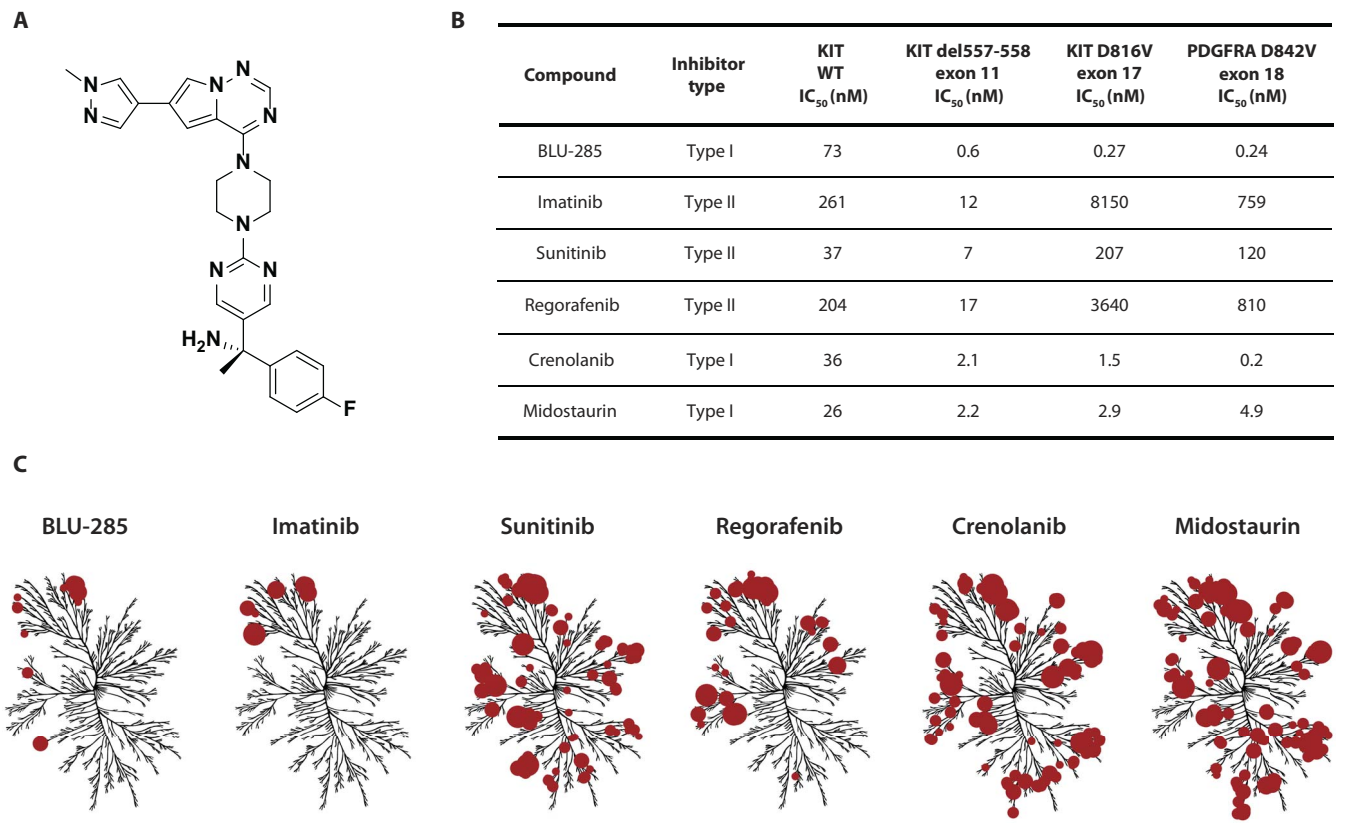 A
N
N
N
N
N
N
N
N
N
N
H₂N
F
B
Compound
Inhibitor
type
KIT
WT
IC₅₀ (nM)
KIT del557-558
exon 11
IC₅₀ (nM)
KIT D816V
exon 17
IC₅₀ (nM)
PDGFRA D842V
exon 18
IC₅₀ (nM)
BLU-285 Type I 73 0.6 0.27 0.24
Imatinib Type II 261 12 8150 759
Sunitinib Type II 37 7 207 120
Regorafenib Type II 204 17 3640 810
Crenolanib Type I 36 2.1 1.5 0.2
Midostaurin Type I 26 2.2 2.9 4.9
C
BLU-285 Imatinib Sunitinib Regorafenib Crenolanib Midostaurin